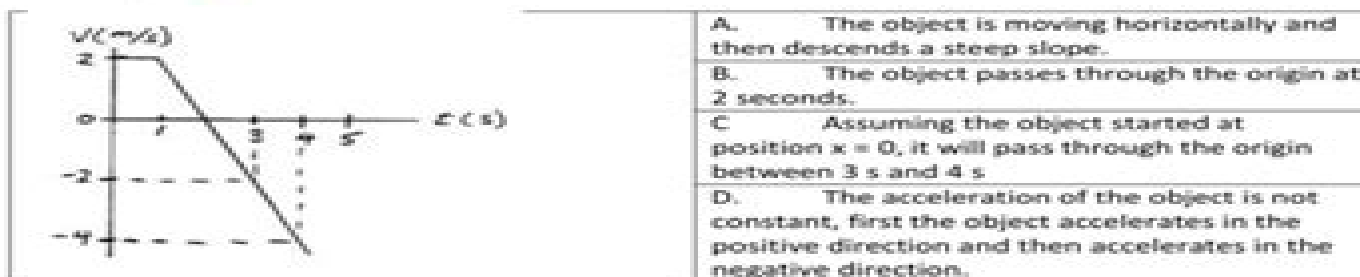 V(m/s)
2
0
1
3
4
5
t(s)
-2
-4
A. The object is moving horizontally and
then descends a steep slope.
B. The object passes through the origin at
2 seconds.
C Assuming the object started at
position x = 0, it will pass through the origin
between 3 s and 4 s
D. The acceleration of the object is not
constant, first the object accelerates in the
positive direction and then accelerates in the
negative direction.